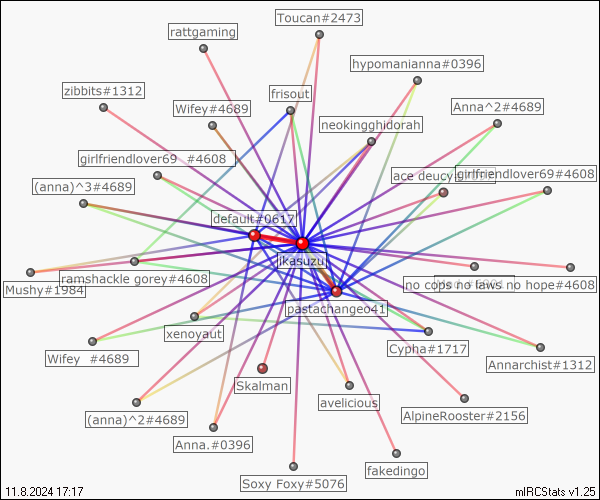 Toucan#2473
rattgaming
hypomanianna#0396
zibbits#1312
frisout
Wifey#4689
Anna^2#4689
neokingghidorah
girlfriendlover69_ #4608
ace deucy
girlfriendlover69#4608
(anna)^3#4689
default#0617
jkasuzu
Mushy#1984
ramshackle gorey#4608
no cops no laws no hope#4608
pastachange041
xenoyaut
Cypha#1717
Wifey  #4689
Annarchist#1312
Skalman
avelicious
(anna)^2#4689
AlpineRooster#2156
Anna.#0396
fakedingo
Soxy Foxy#5076
11.8.2024 17:17
mIRCStats v1.25